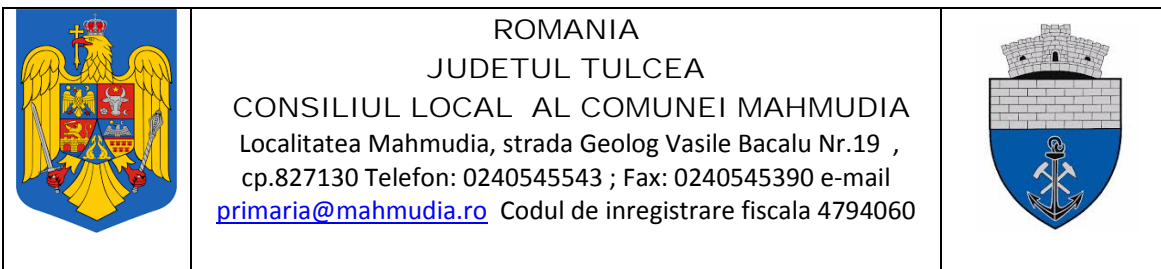 ROMANIA
JUDETUL TULCEA
CONSILIUL LOCAL AL COMUNEI MAHMUDIA
Localitatea Mahmudia, strada Geolog Vasile Bacalu Nr.19 ,
cp.827130 Telefon: 0240545543 ; Fax: 0240545390 e-mail
primaria@mahmudia.ro Codul de inregistrare fiscala 4794060